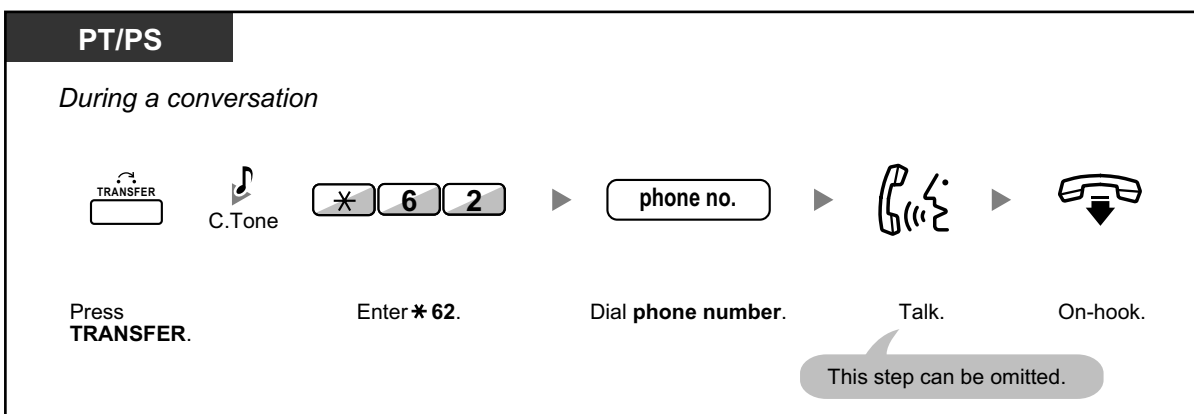 PT/PS
During a conversation
TRANSFER
C.Tone
* 6 2
phone no.
Press
TRANSFER.
Enter * 62.
Dial phone number.
Talk.
On-hook.
This step can be omitted.